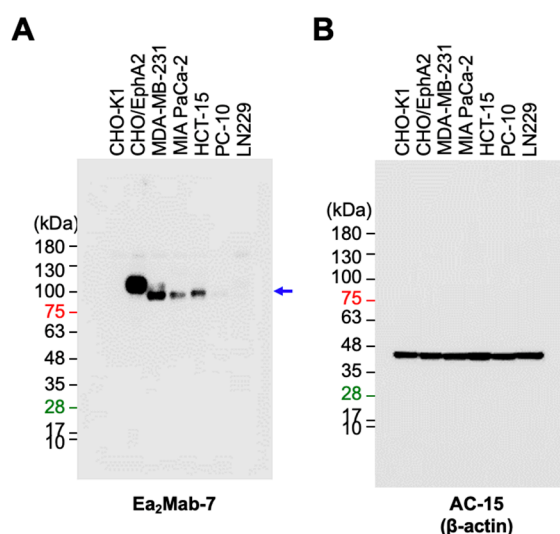 A
CHO-K1
CHO/EphA2
MDA-MB-231
MIA PaCa-2
HCT-15
PC-10
LN229
(kDa)
180
130
100
75
63
48
35
28
17
10
Ea₂Mab-7
B
CHO-K1
CHO/EphA2
MDA-MB-231
MIA PaCa-2
HCT-15
PC-10
LN229
(kDa)
180
130
100
75
63
48
35
28
17
10
AC-15
(β-actin)